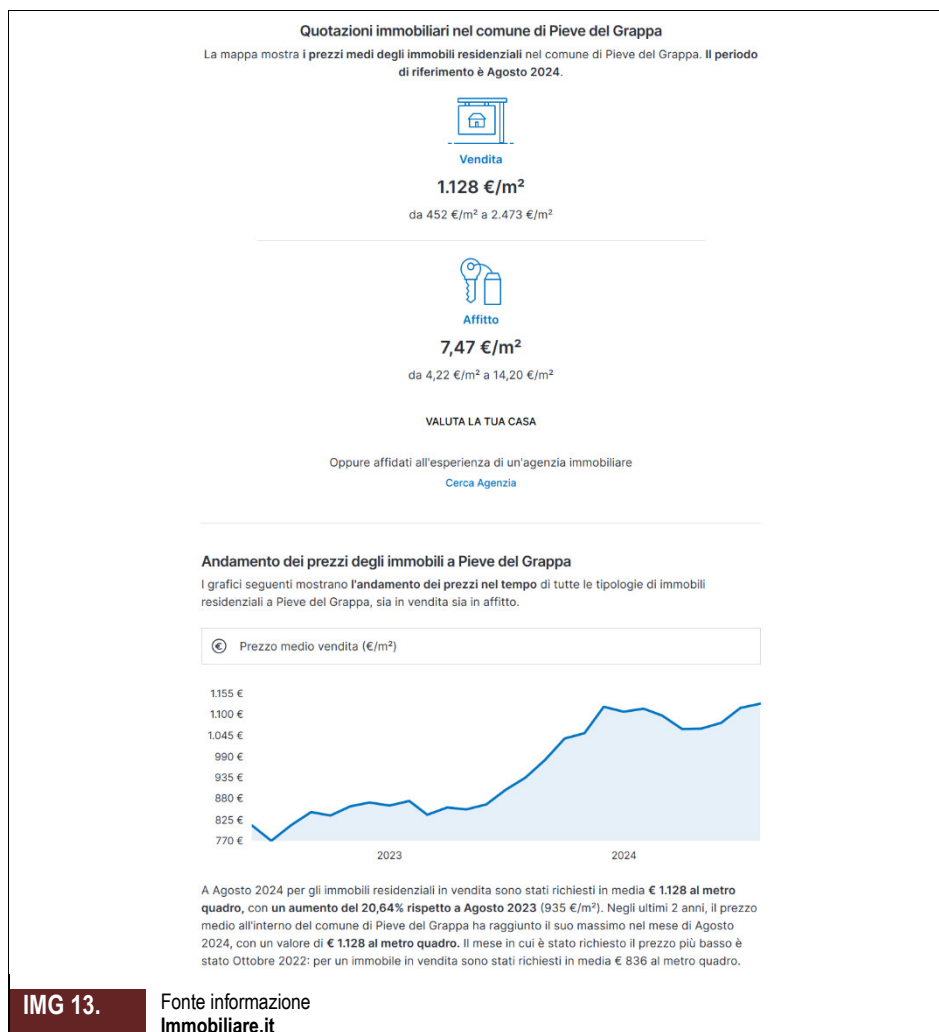 Quotazioni immobiliari nel comune di Pieve del Grappa
La mappa mostra i prezzi medi degli immobili residenziali nel comune di Pieve del Grappa. Il periodo
di riferimento è Agosto 2024.
Vendita
1.128 €/m²
da 452 €/m² a 2.473 €/m²
Affitto
7,47 €/m²
da 4,22 €/m² a 14,20 €/m²
VALUTA LA TUA CASA
Oppure affidati all'esperienza di un'agenzia immobiliare
Cerca Agenzia
Andamento dei prezzi degli immobili a Pieve del Grappa
I grafici seguenti mostrano l'andamento dei prezzi nel tempo di tutte le tipologie di immobili
residenziali a Pieve del Grappa, sia in vendita sia in affitto.
€ Prezzo medio vendita (€/m²)
1.155 €
1.100 €
1.045 €
990 €
935 €
880 €
825 €
770 €
2023 2024
A Agosto 2024 per gli immobili residenziali in vendita sono stati richiesti in media € 1.128 al metro
quadro, con un aumento del 20,64% rispetto a Agosto 2023 (935 €/m²). Negli ultimi 2 anni, il prezzo
medio all'interno del comune di Pieve del Grappa ha raggiunto il suo massimo nel mese di Agosto
2024, con un valore di € 1.128 al metro quadro. Il mese in cui è stato richiesto il prezzo più basso è
stato Ottobre 2022: per un immobile in vendita sono stati richiesti in media € 836 al metro quadro.
IMG 13.
Fonte informazione
Immobiliare.it